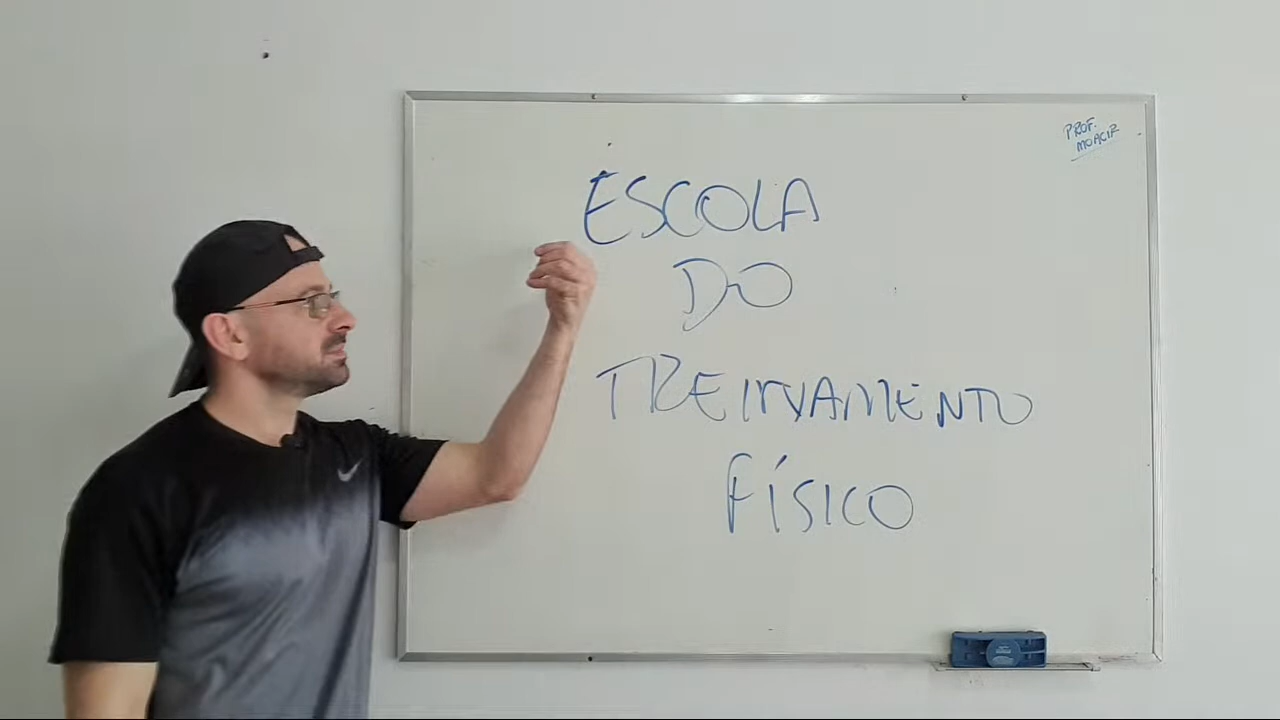 PROF.
MOACIR
ESCOLA
DO
TREINAMENTO
FÍSICO